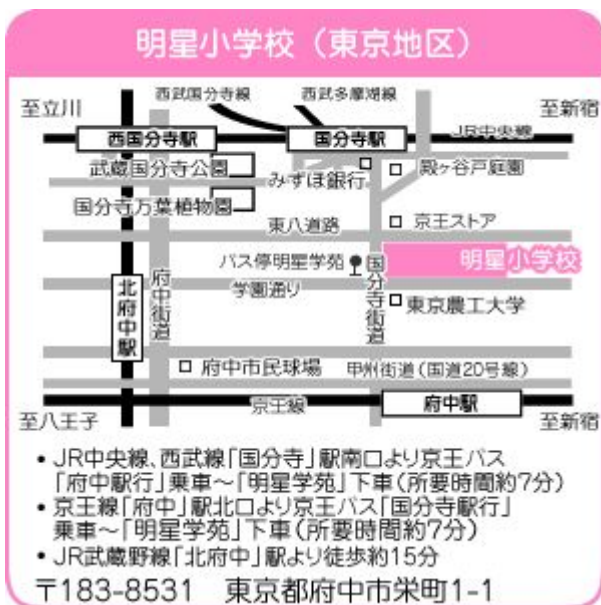 明星小学校（東京地区）
西武国分寺線
西武多摩湖線
至立川
至新宿
西国分寺駅
国分寺駅
JR中央線
武蔵国分寺公園
みずほ銀行
殿ヶ谷戸庭園
国分寺万葉植物園
東八道路
京王ストア
バス停明星学苑
国分寺街道
明星小学校
北府中駅
府中街道
学園通り
東京農工大学
府中市民球場
甲州街道（国道20号線）
京王線
府中駅
至八王子
至新宿
• JR中央線、西武線「国分寺」駅南口より京王バス
「府中駅行」乗車～「明星学苑」下車（所要時間約7分）
• 京王線「府中」駅北口より京王バス「国分寺駅行」
乗車～「明星学苑」下車（所要時間約7分）
• JR武蔵野線「北府中」駅より徒歩約15分
〒183-8531　東京都府中市栄町1-1